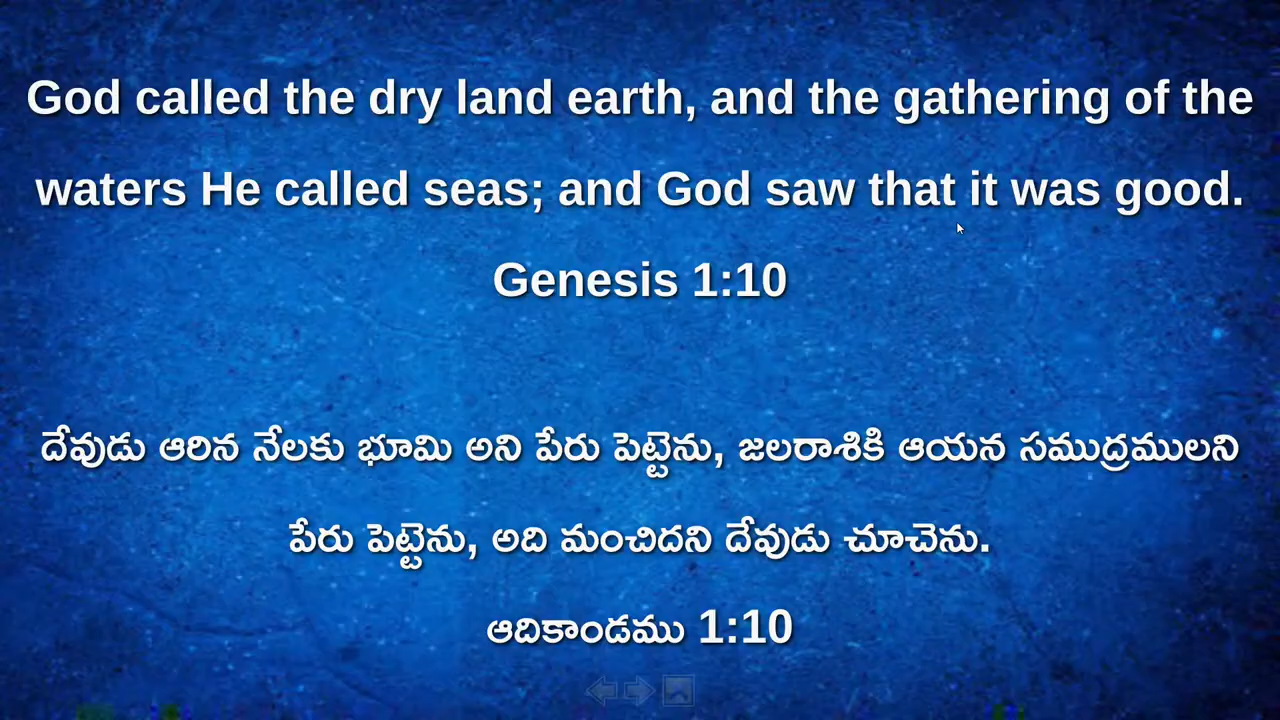 God called the dry land earth, and the gathering of the
waters He called seas; and God saw that it was good.
Genesis 1:10
దేవుడు ఆరిన నేలకు భూమి అని పేరు పెట్టెను, జలరాశికి ఆయన సముద్రములని
పేరు పెట్టెను, అది మంచిదని దేవుడు చూచెను.
ఆదికాండము 1:10